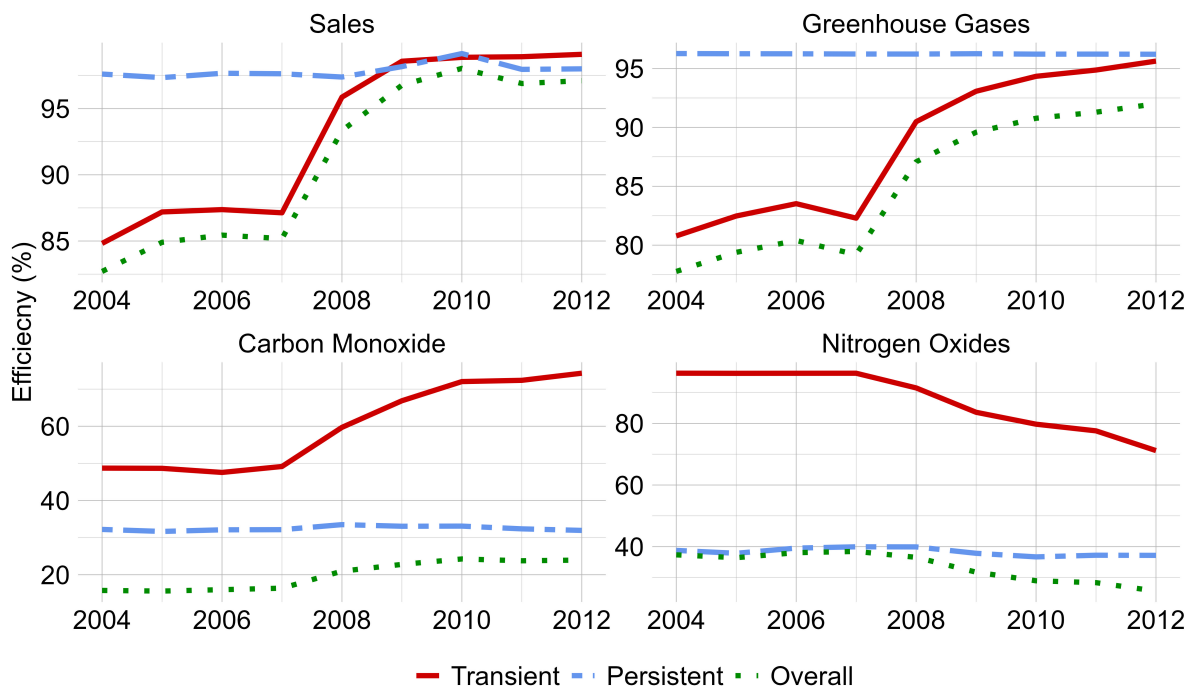 Sales
Greenhouse Gases
95
90
85
95
90
85
80
2004 2006 2008 2010 2012
2004 2006 2008 2010 2012
Efficiecny (%)
Carbon Monoxide
Nitrogen Oxides
60
40
20
80
60
40
2004 2006 2008 2010 2012
2004 2006 2008 2010 2012
Transient Persistent Overall